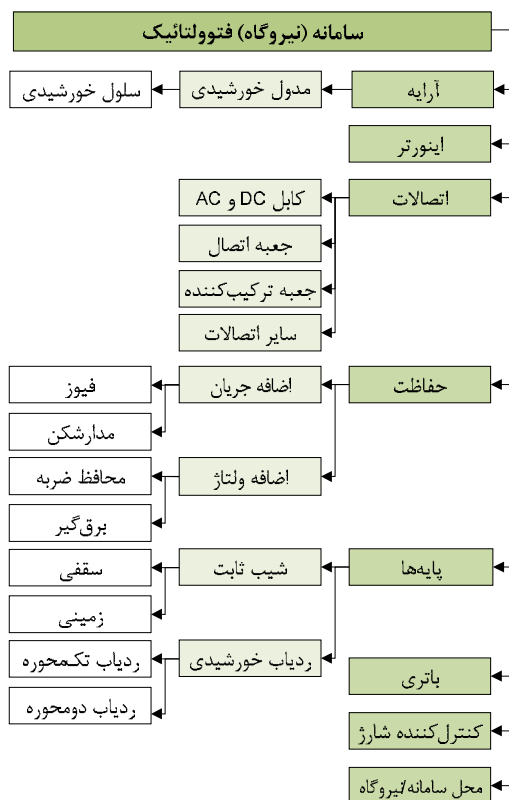 سامانه (نیروگاه) فتوولتائیک
آرایه
مدول خورشیدی
سلول خورشیدی
اینورتر
اتصالات
کابل DC و AC
جعبه اتصال
جعبه ترکیب‌کننده
سایر اتصالات
حفاظت
اضافه جریان
فیوز
مدارشکن
اضافه ولتاژ
محافظ ضربه
برق‌گیر
پایه‌ها
شیب ثابت
سقفی
زمینی
ردیاب خورشیدی
ردیاب تک‌محوره
ردیاب دومحوره
باتری
کنترل‌کننده شارژ
محل سامانه/نیروگاه